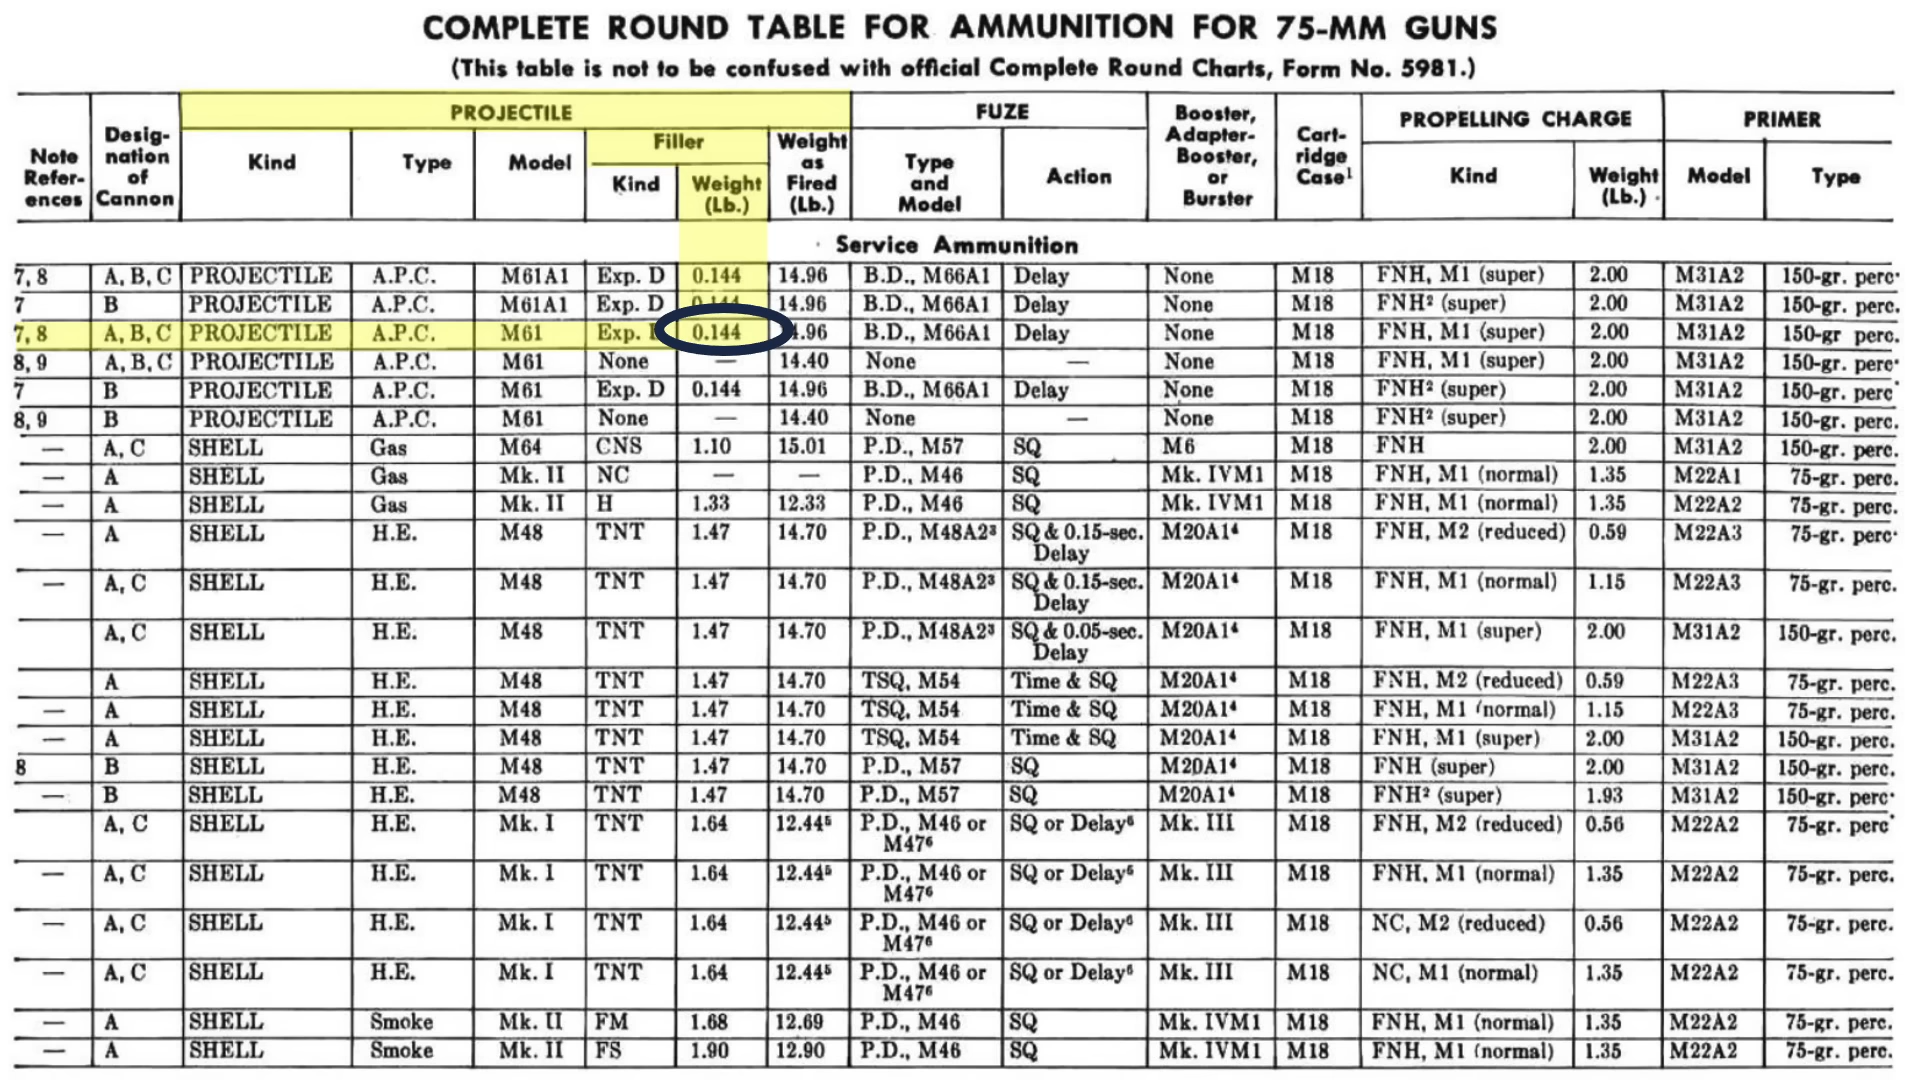 COMPLETE ROUND TABLE FOR AMMUNITION FOR 75-MM GUNS
(This table is not to be confused with official Complete Round Charts, Form No. 5981.)
Note References | Desig-nation of Cannon | PROJECTILE | FUZE | Booster, Adapter-Booster, or Burster | Cart-ridge Case¹ | PROPELLING CHARGE | PRIMER
Kind | Type | Model | Filler | Weight as Fired (Lb.) | Type and Model | Action | Kind | Weight (Lb.) | Model | Type
Kind | Weight (Lb.)
Service Ammunition
7, 8 | A, B, C | PROJECTILE | A.P.C. | M61A1 | Exp. D | 0.144 | 14.96 | B.D., M66A1 | Delay | None | M18 | FNH, M1 (super) | 2.00 | M31A2 | 150-gr. perc.
7 | B | PROJECTILE | A.P.C. | M61A1 | Exp. D | 0.144 | 14.96 | B.D., M66A1 | Delay | None | M18 | FNH² (super) | 2.00 | M31A2 | 150-gr. perc.
7, 8 | A, B, C | PROJECTILE | A.P.C. | M61 | Exp. | 0.144 | 4.96 | B.D., M66A1 | Delay | None | M18 | FNH, M1 (super) | 2.00 | M31A2 | 150-gr perc.
8, 9 | A, B, C | PROJECTILE | A.P.C. | M61 | None | — | 14.40 | None | — | None | M18 | FNH, M1 (super) | 2.00 | M31A2 | 150-gr. perc.
7 | B | PROJECTILE | A.P.C. | M61 | Exp. D | 0.144 | 14.96 | B.D., M66A1 | Delay | None | M18 | FNH² (super) | 2.00 | M31A2 | 150-gr. perc.
8, 9 | B | PROJECTILE | A.P.C. | M61 | None | — | 14.40 | None | — | None | M18 | FNH² (super) | 2.00 | M31A2 | 150-gr. perc.
— | A, C | SHELL | Gas | M64 | CNS | 1.10 | 15.01 | P.D., M57 | SQ | M6 | M18 | FNH | 2.00 | M31A2 | 150-gr. perc.
— | A | SHELL | Gas | Mk. II | NC | — | — | P.D., M46 | SQ | Mk. IVM1 | M18 | FNH, M1 (normal) | 1.35 | M22A1 | 75-gr. perc.
— | A | SHELL | Gas | Mk. II | H | 1.33 | 12.33 | P.D., M46 | SQ | Mk. IVM1 | M18 | FNH, M1 (normal) | 1.35 | M22A2 | 75-gr. perc.
— | A | SHELL | H.E. | M48 | TNT | 1.47 | 14.70 | P.D., M48A2³ | SQ & 0.15-sec. Delay | M20A1⁴ | M18 | FNH, M2 (reduced) | 0.59 | M22A3 | 75-gr. perc.
— | A, C | SHELL | H.E. | M48 | TNT | 1.47 | 14.70 | P.D., M48A2³ | SQ & 0.15-sec. Delay | M20A1⁴ | M18 | FNH, M1 (normal) | 1.15 | M22A3 | 75-gr. perc.
A, C | SHELL | H.E. | M48 | TNT | 1.47 | 14.70 | P.D., M48A2³ | SQ & 0.05-sec. Delay | M20A1⁴ | M18 | FNH, M1 (super) | 2.00 | M31A2 | 150-gr. perc.
A | SHELL | H.E. | M48 | TNT | 1.47 | 14.70 | TSQ, M54 | Time & SQ | M20A1⁴ | M18 | FNH, M2 (reduced) | 0.59 | M22A3 | 75-gr. perc.
— | A | SHELL | H.E. | M48 | TNT | 1.47 | 14.70 | TSQ, M54 | Time & SQ | M20A1⁴ | M18 | FNH, M1 (normal) | 1.15 | M22A3 | 75-gr. perc.
— | A | SHELL | H.E. | M48 | TNT | 1.47 | 14.70 | TSQ, M54 | Time & SQ | M20A1⁴ | M18 | FNH, M1 (super) | 2.00 | M31A2 | 150-gr. perc.
8 | B | SHELL | H.E. | M48 | TNT | 1.47 | 14.70 | P.D., M57 | SQ | M20A1⁴ | M18 | FNH (super) | 2.00 | M31A2 | 150-gr. perc.
— | B | SHELL | H.E. | M48 | TNT | 1.47 | 14.70 | P.D., M57 | SQ | M20A1⁴ | M18 | FNH² (super) | 1.93 | M31A2 | 150-gr. perc.
A, C | SHELL | H.E. | Mk. I | TNT | 1.64 | 12.44⁵ | P.D., M46 or M47⁶ | SQ or Delay⁶ | Mk. III | M18 | FNH, M2 (reduced) | 0.56 | M22A2 | 75-gr. perc.
— | A, C | SHELL | H.E. | Mk. I | TNT | 1.64 | 12.44⁵ | P.D., M46 or M47⁶ | SQ or Delay⁶ | Mk. III | M18 | FNH, M1 (normal) | 1.35 | M22A2 | 75-gr. perc.
— | A, C | SHELL | H.E. | Mk. I | TNT | 1.64 | 12.44⁵ | P.D., M46 or M47⁶ | SQ or Delay⁶ | Mk. III | M18 | NC, M2 (reduced) | 0.56 | M22A2 | 75-gr. perc.
— | A, C | SHELL | H.E. | Mk. I | TNT | 1.64 | 12.44⁵ | P.D., M46 or M47⁶ | SQ or Delay⁶ | Mk. III | M18 | NC, M1 (normal) | 1.35 | M22A2 | 75-gr. perc.
— | A | SHELL | Smoke | Mk. II | FM | 1.68 | 12.69 | P.D., M46 | SQ | Mk. IVM1 | M18 | FNH, M1 (normal) | 1.35 | M22A2 | 75-gr. perc.
— | A | SHELL | Smoke | Mk. II | FS | 1.90 | 12.90 | P.D., M46 | SQ | Mk. IVM1 | M18 | FNH, M1 (normal) | 1.35 | M22A2 | 75-gr. perc.